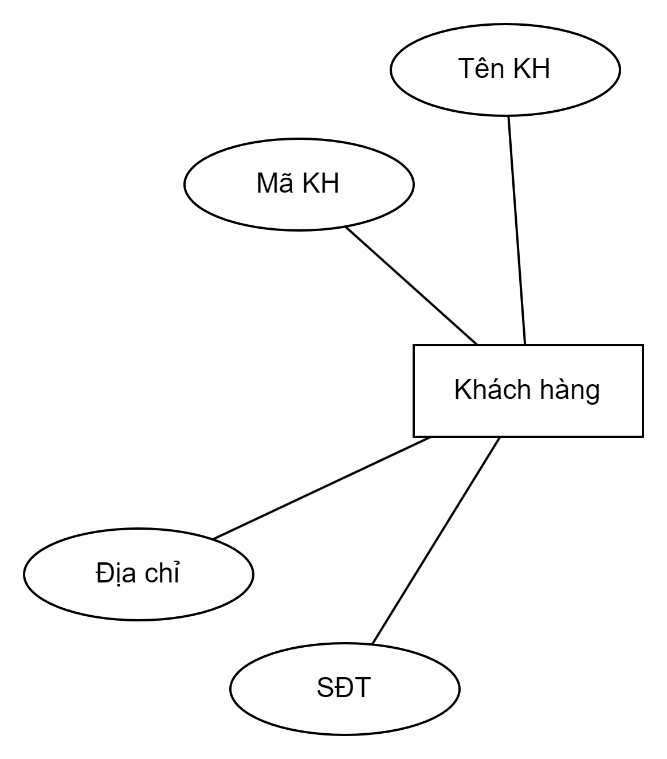 Tên KH
Mã KH
Khách hàng
Địa chỉ
SĐT